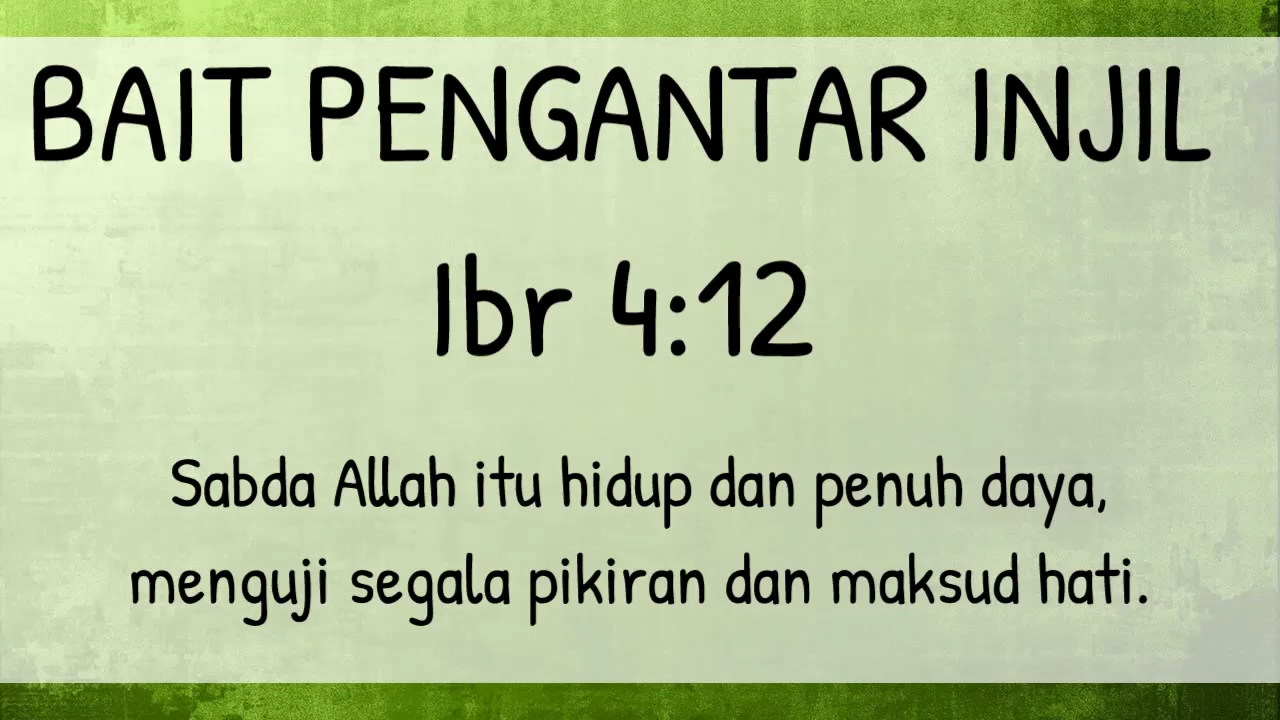 BAIT PENGANTAR INJIL
Ibr 4:12
Sabda Allah itu hidup dan penuh daya,
menguji segala pikiran dan maksud hati.